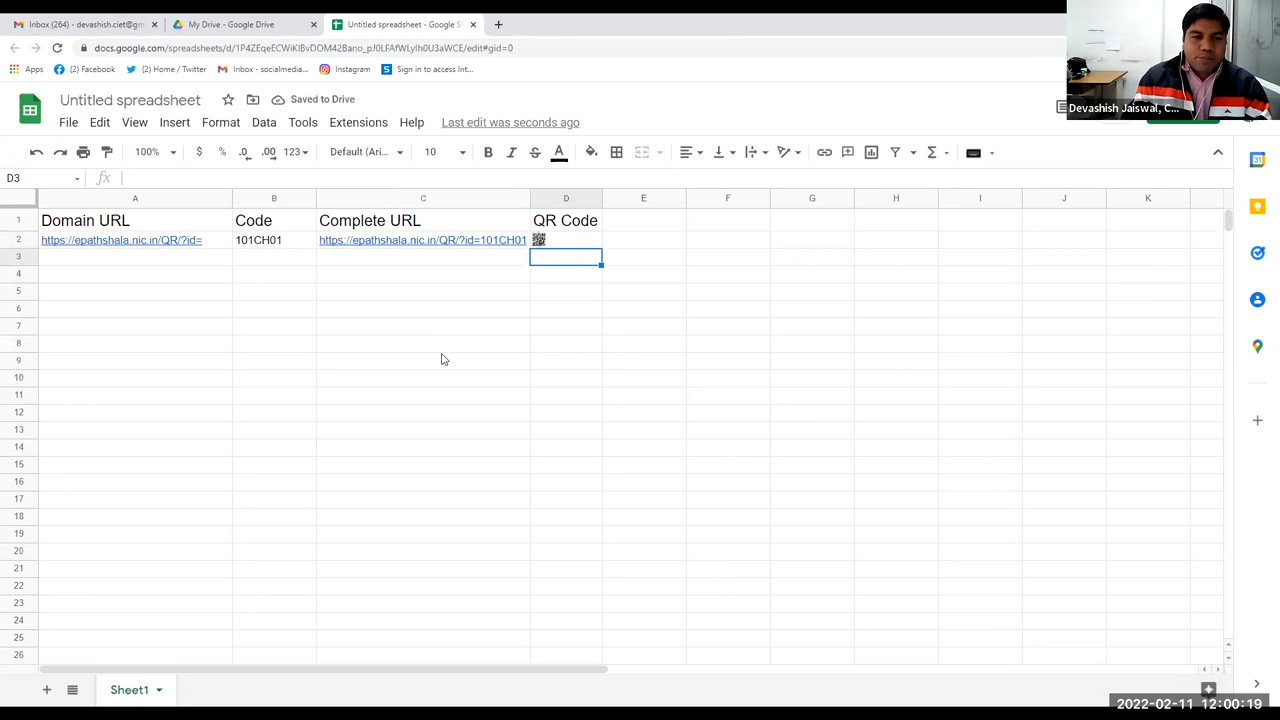 Inbox (264) - devashish.ciet@gm
My Drive - Google Drive
Untitled spreadsheet - Google S
docs.google.com/spreadsheets/d/1P4ZEqeECWiKIBvDOM42Bano_pJ0LFAfWLyIh0U3aWCE/edit#gid=0
Apps
(2) Facebook
(2) Home / Twitter
Inbox - socialmedia...
Instagram
Sign in to access Int...
Devashish Jaiswal, C...
Untitled spreadsheet
Saved to Drive
File Edit View Insert Format Data Tools Extensions Help Last edit was seconds ago
100% $ % .0 .00 123 Default (Ari... 10
D3 fx
A B C D E F G H I J K
1 Domain URL Code Complete URL QR Code
2 https://epathshala.nic.in/QR/?id= 101CH01 https://epathshala.nic.in/QR/?id=101CH01
3
4
5
6
7
8
9
10
11
12
13
14
15
16
17
18
19
20
21
22
23
24
25
26
Sheet1
2022-02-11 12:00:19